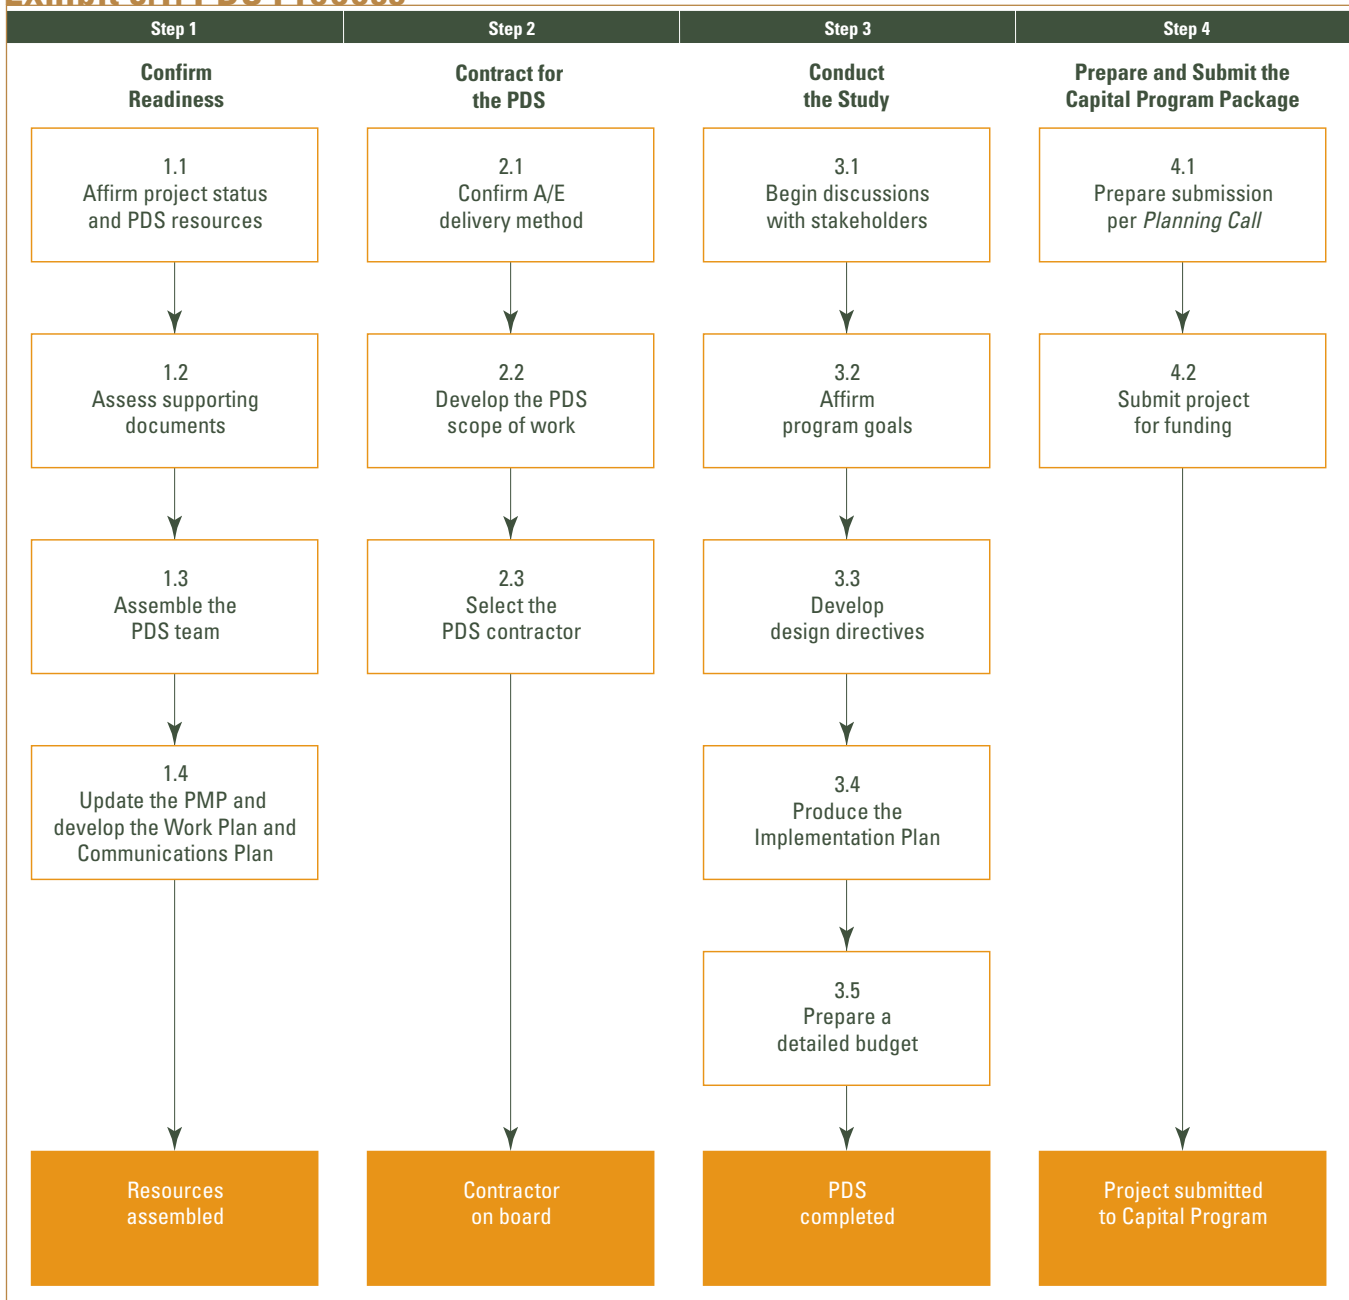 PDS Process
Step 1
Step 2
Step 3
Step 4
Confirm
Readiness
Contract for
the PDS
Conduct
the Study
Prepare and Submit the
Capital Program Package
1.1
Affirm project status
and PDS resources
2.1
Confirm A/E
delivery method
3.1
Begin discussions
with stakeholders
4.1
Prepare submission
per Planning Call
1.2
Assess supporting
documents
2.2
Develop the PDS
scope of work
3.2
Affirm
program goals
4.2
Submit project
for funding
1.3
Assemble the
PDS team
2.3
Select the
PDS contractor
3.3
Develop
design directives
1.4
Update the PMP and
develop the Work Plan and
Communications Plan
3.4
Produce the
Implementation Plan
3.5
Prepare a
detailed budget
Resources
assembled
Contractor
on board
PDS
completed
Project submitted
to Capital Program